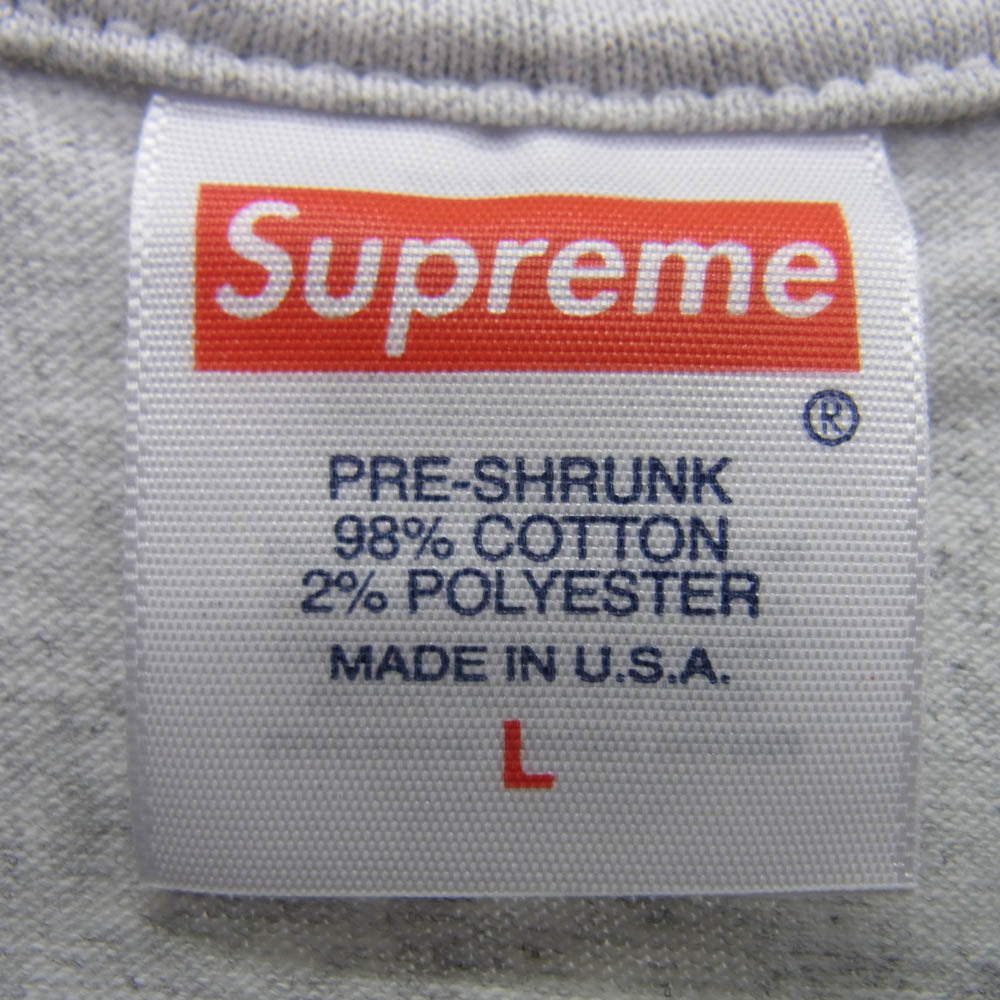 Supreme
®
PRE-SHRUNK
98% COTTON
2% POLYESTER
MADE IN U.S.A.
L